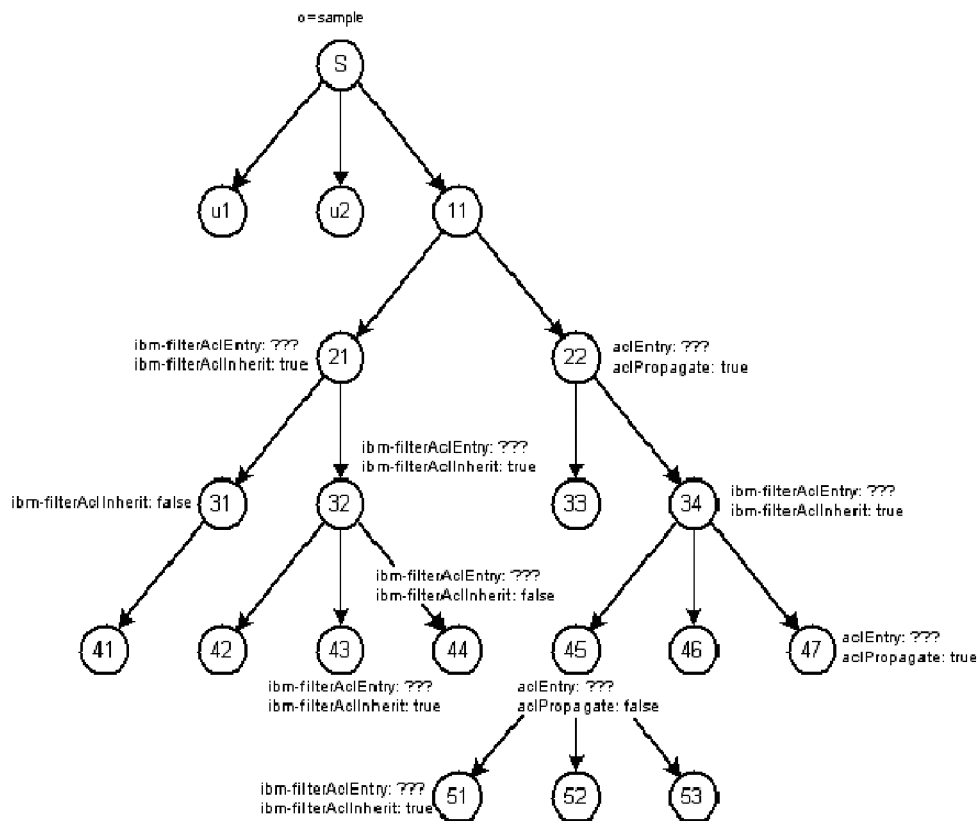 o=sample
S
u1
u2
11
ibm-filterAclEntry: ???
ibm-filterAclInherit: true
21
22
aclEntry: ???
aclPropagate: true
ibm-filterAclEntry: ???
ibm-filterAclInherit: true
ibm-filterAclInherit: false
31
32
33
34
ibm-filterAclEntry: ???
ibm-filterAclInherit: true
ibm-filterAclEntry: ???
ibm-filterAclInherit: false
41
42
43
44
45
46
47
aclEntry: ???
aclPropagate: true
ibm-filterAclEntry: ???
ibm-filterAclInherit: true
aclEntry: ???
aclPropagate: false
ibm-filterAclEntry: ???
ibm-filterAclInherit: true
51
52
53